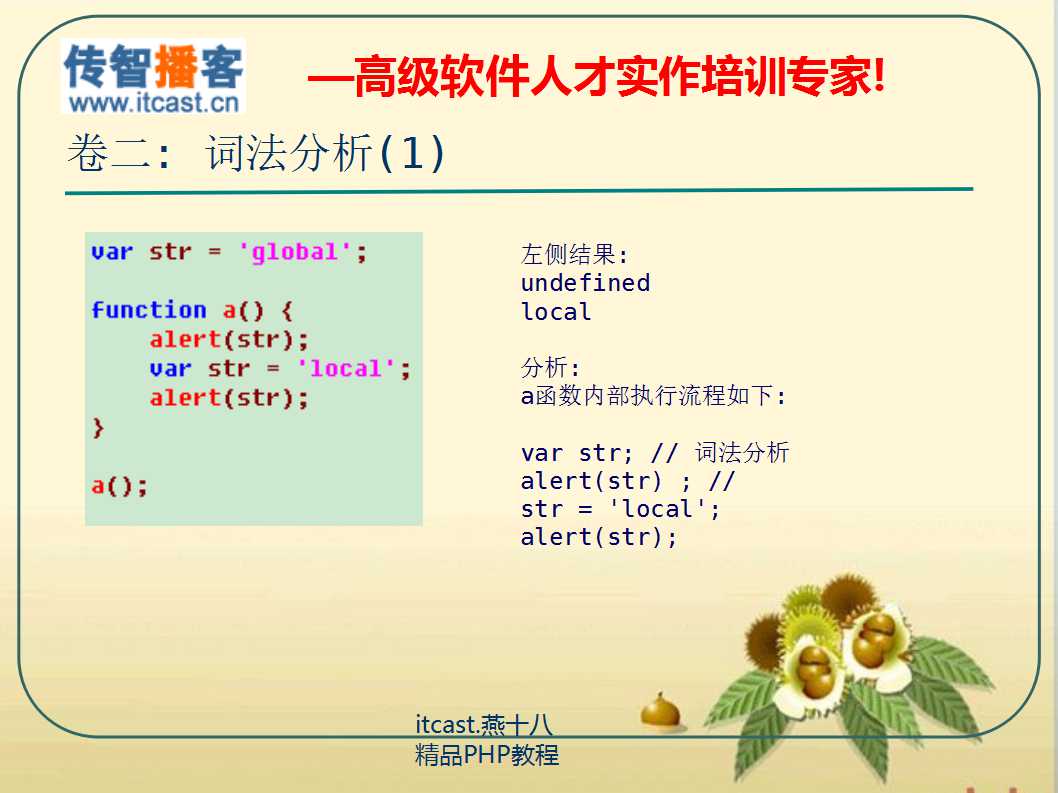 传智播客
www.itcast.cn
—高级软件人才实作培训专家!
卷二: 词法分析(1)
var str = 'global';
function a() {
    alert(str);
    var str = 'local';
    alert(str);
}
a();
左侧结果:
undefined
local
分析:
a函数内部执行流程如下:
var str; // 词法分析
alert(str) ; //
str = 'local';
alert(str);
itcast.燕十八
精品PHP教程